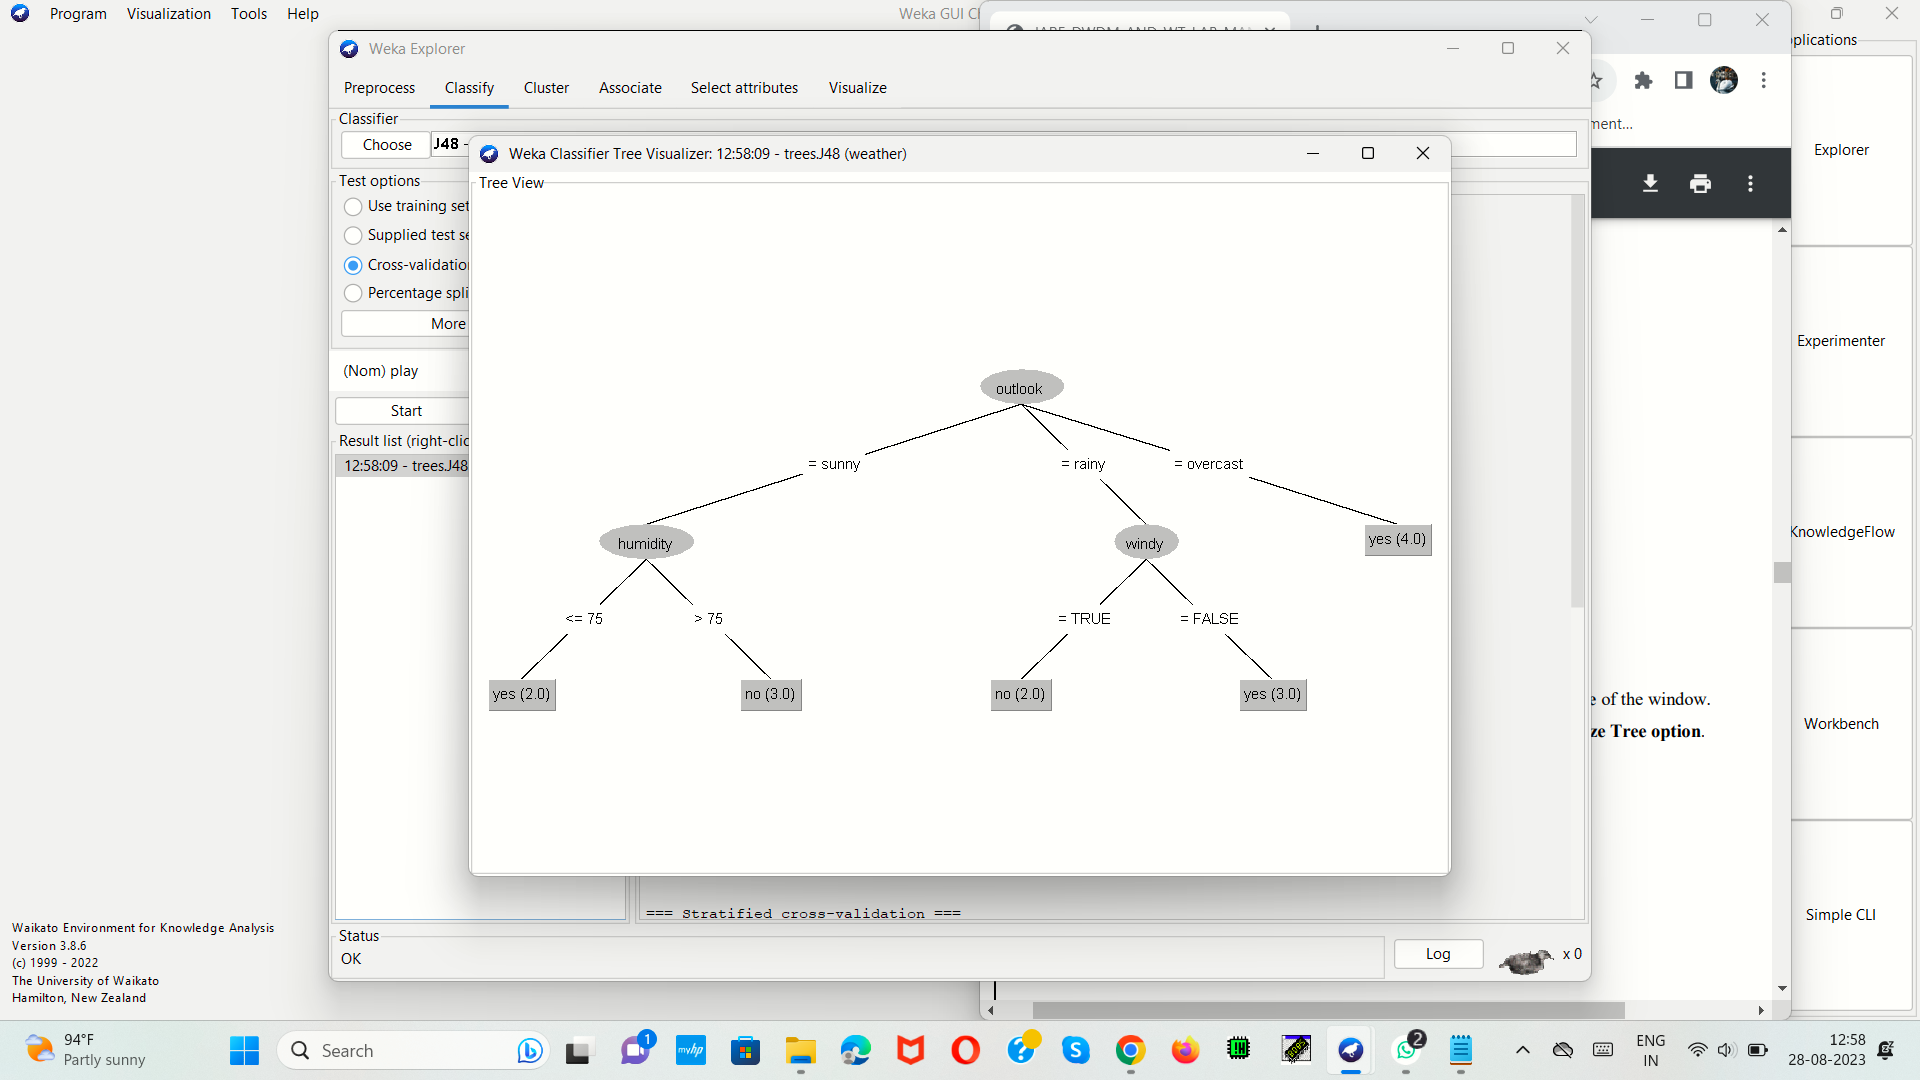 Program Visualization Tools Help
Weka GUI C
plications
Weka Explorer
Preprocess Classify Cluster Associate Select attributes Visualize
Classifier
Choose J48 -
Test options
Use training set
Supplied test se
Cross-validation
Percentage spli
More
(Nom) play
Start
Result list (right-clic
12:58:09 - trees.J48
Weka Classifier Tree Visualizer: 12:58:09 - trees.J48 (weather)
Tree View
outlook
= sunny = rainy = overcast
humidity windy yes (4.0)
<= 75 > 75 = TRUE = FALSE
yes (2.0) no (3.0) no (2.0) yes (3.0)
=== Stratified cross-validation ===
Status
OK
Log x 0
ment...
e of the window.
ze Tree option.
Explorer
Experimenter
KnowledgeFlow
Workbench
Simple CLI
Waikato Environment for Knowledge Analysis
Version 3.8.6
(c) 1999 - 2022
The University of Waikato
Hamilton, New Zealand
94°F
Partly sunny
Search
1
myhp
2
ENG
IN
12:58
28-08-2023